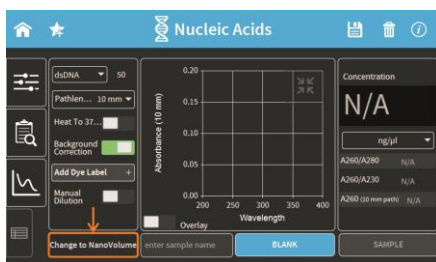 Nucleic Acids
dsDNA 50
Pathlen... 10 mm
Heat To 37...
Background
Correction
Add Dye Label +
Manual
Dilution
Change to NanoVolume
Absorbance (10 mm)
0.20
0.15
0.10
0.05
0.00
200 250 300 350 400
Wavelength
Overlay
enter sample name
BLANK
Concentration
N/A
ng/µl
A260/A280 N/A
A260/A230 N/A
A260 (10 mm path) N/A
SAMPLE